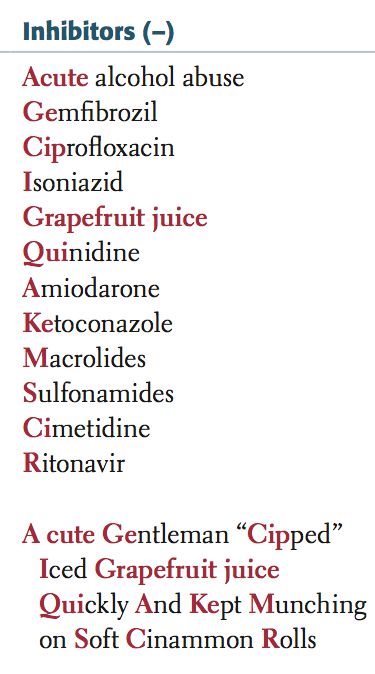 Inhibitors (–)
Acute alcohol abuse
Gemfibrozil
Ciprofloxacin
Isoniazid
Grapefruit juice
Quinidine
Amiodarone
Ketoconazole
Macrolides
Sulfonamides
Cimetidine
Ritonavir
A cute Gentleman “Cipped”
Iced Grapefruit juice
Quickly And Kept Munching
on Soft Cinammon Rolls